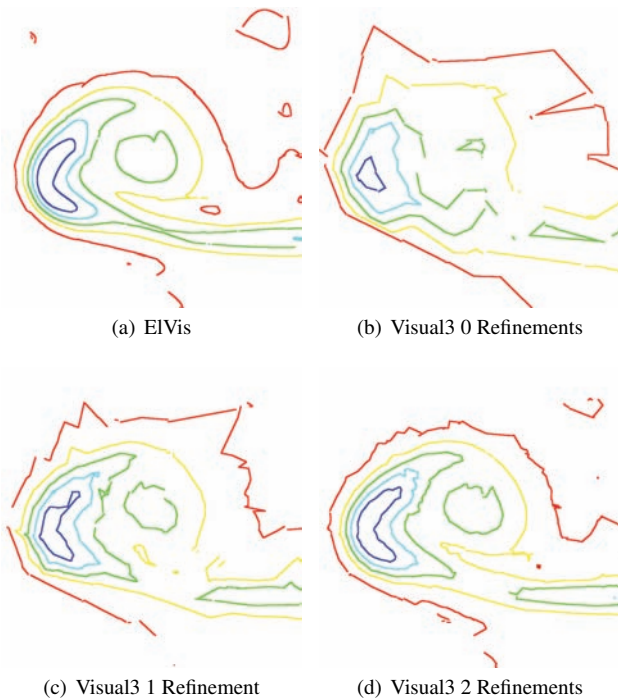 (a) ElVis
(b) Visual3 0 Refinements
(c) Visual3 1 Refinement
(d) Visual3 2 Refinements